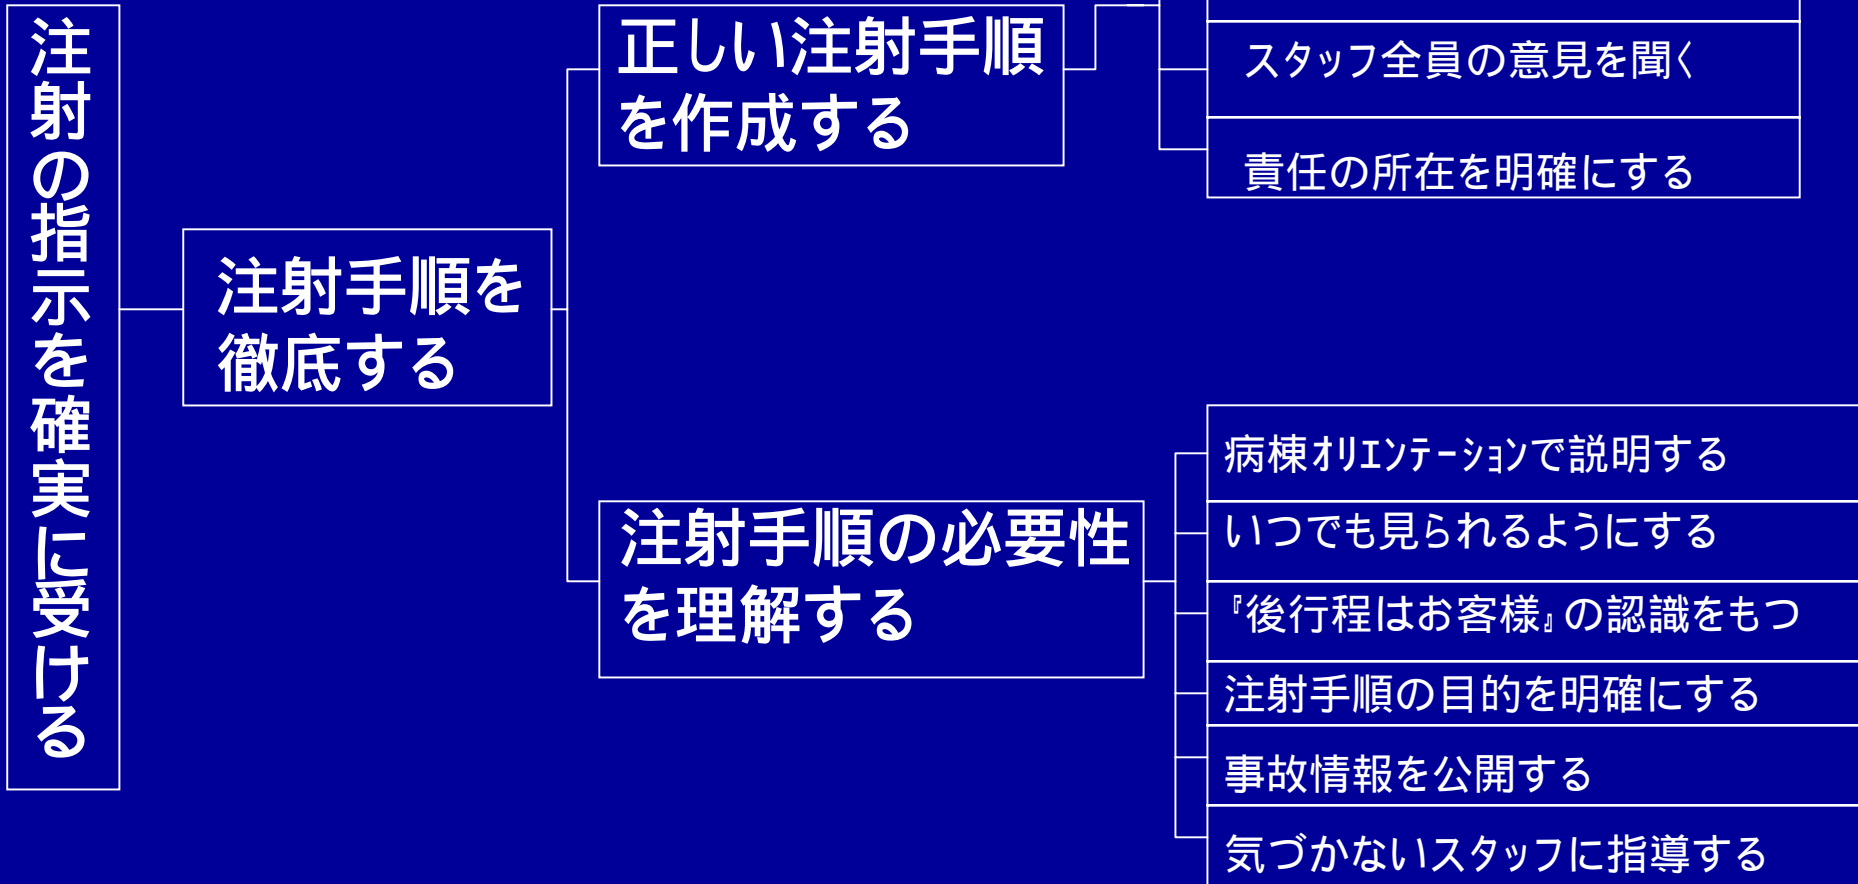 注射の指示を確実に受ける
注射手順を
徹底する
正しい注射手順
を作成する
スタッフ全員の意見を聞く
責任の所在を明確にする
注射手順の必要性
を理解する
病棟ｵﾘｴﾝﾃｰｼｮﾝで説明する
いつでも見られるようにする
『後行程はお客様』の認識をもつ
注射手順の目的を明確にする
事故情報を公開する
気づかないスタッフに指導する